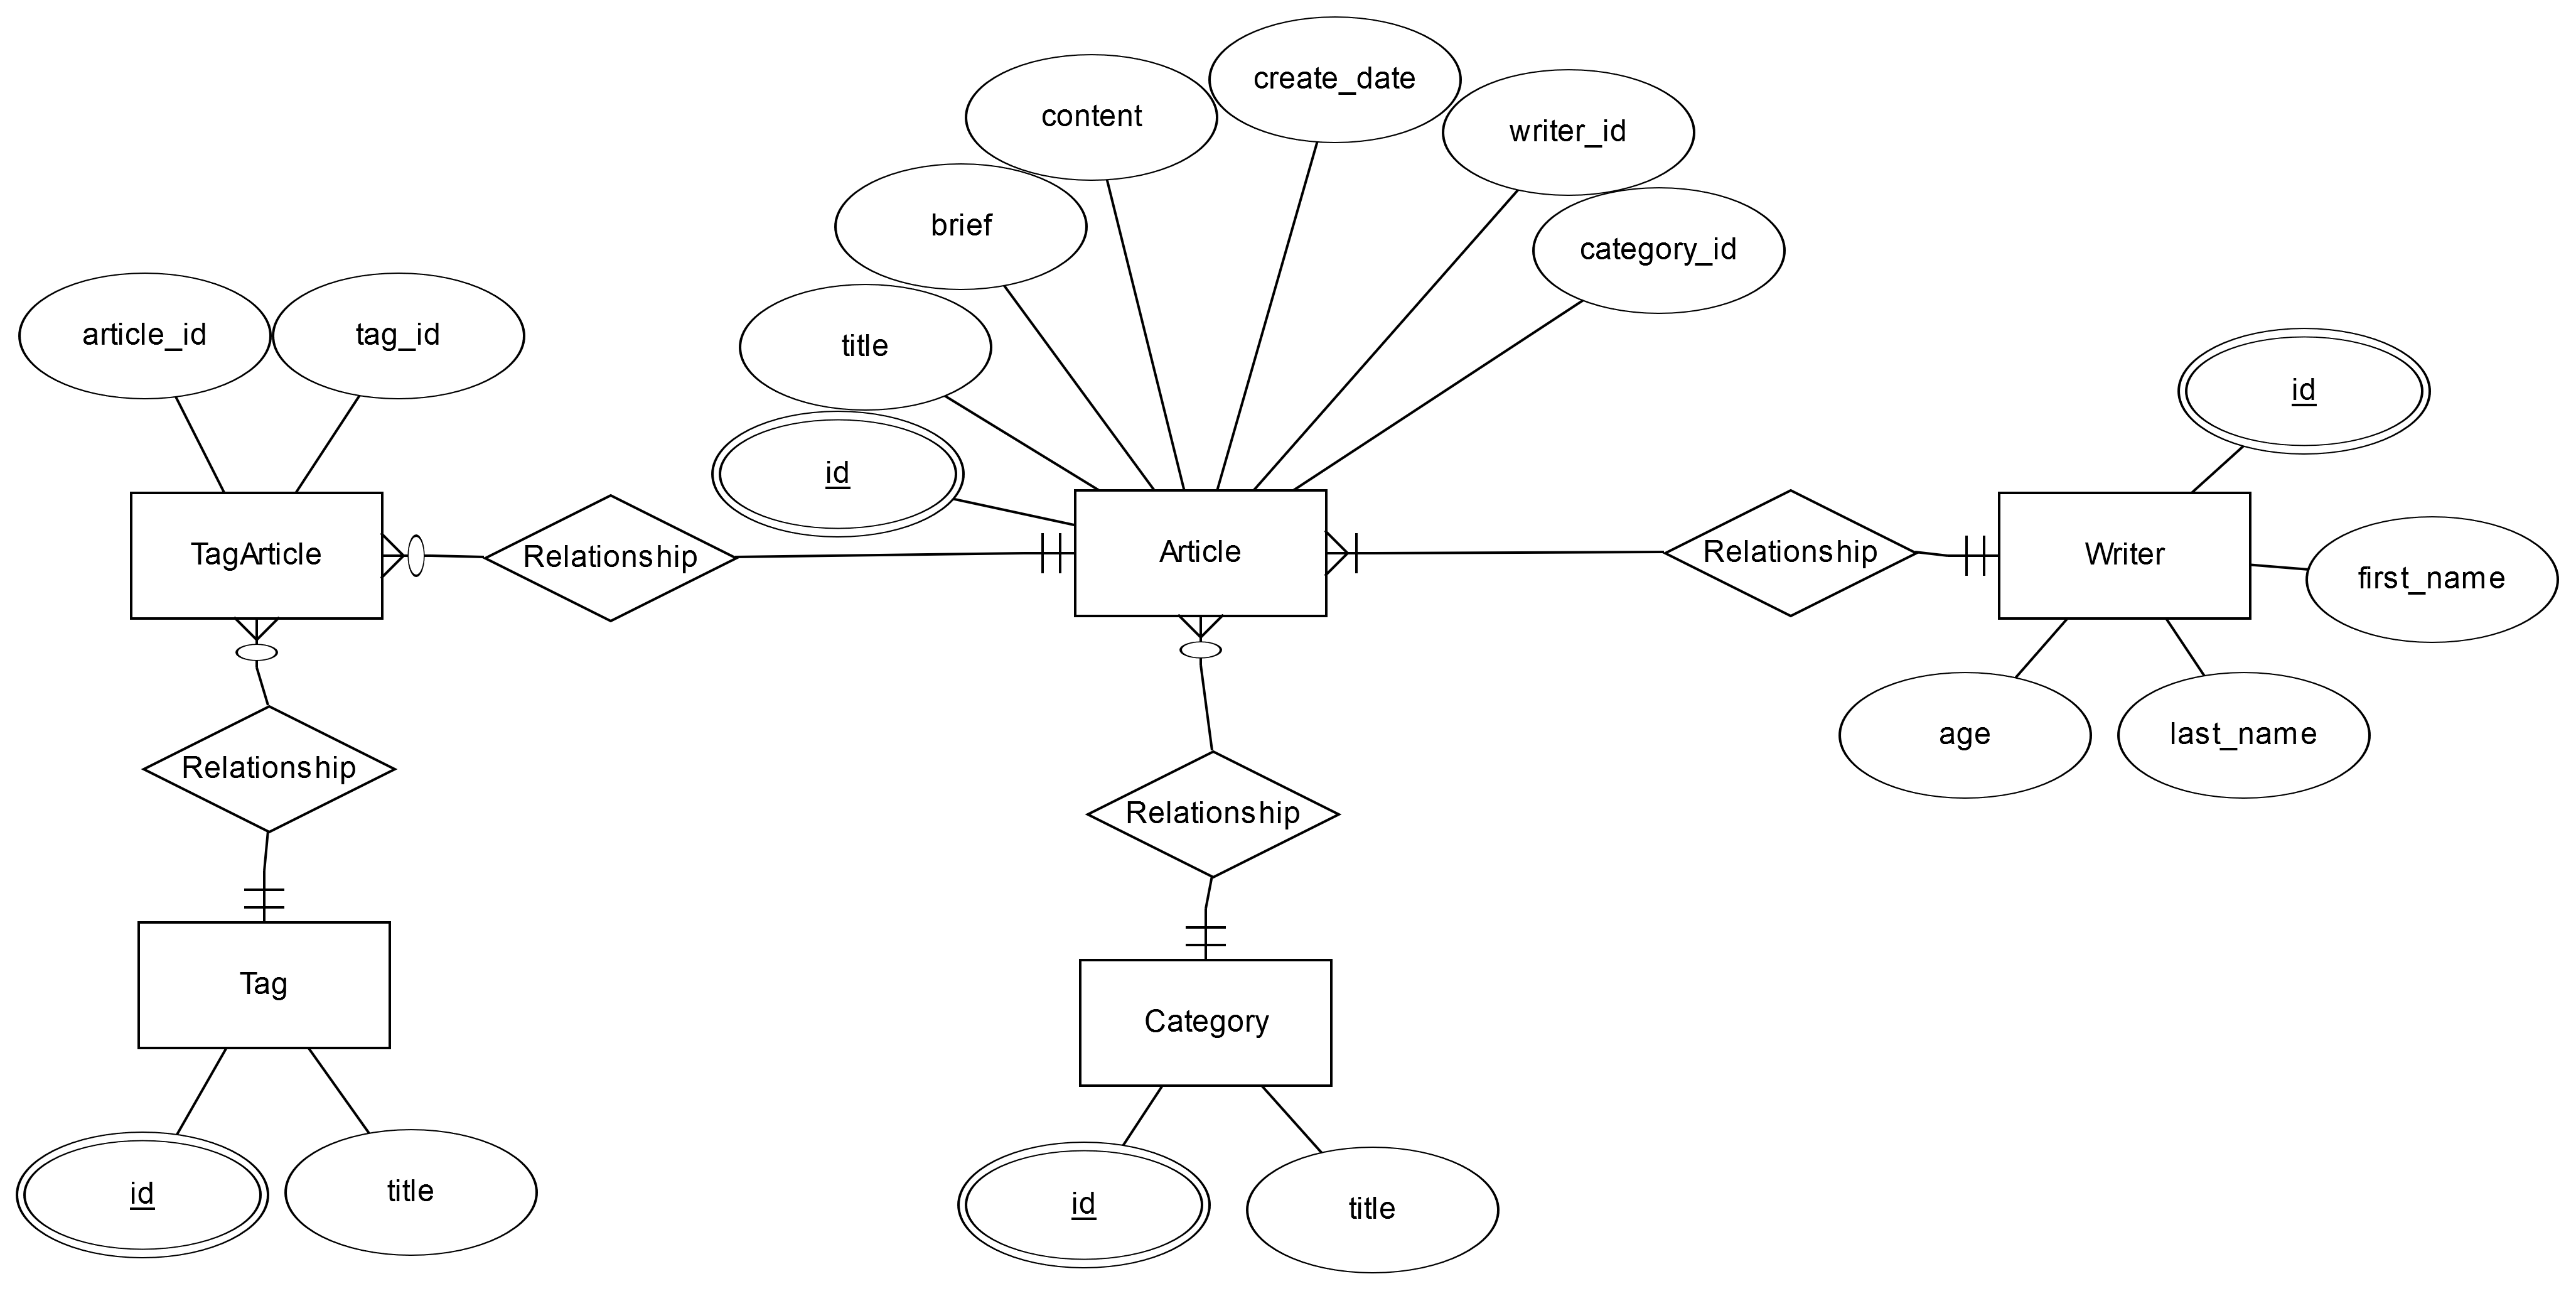 create_date
content
writer_id
brief
category_id
article_id
tag_id
title
id
id
TagArticle
Relationship
Article
Relationship
Writer
first_name
age
last_name
Relationship
Relationship
Tag
Category
id
title
id
title